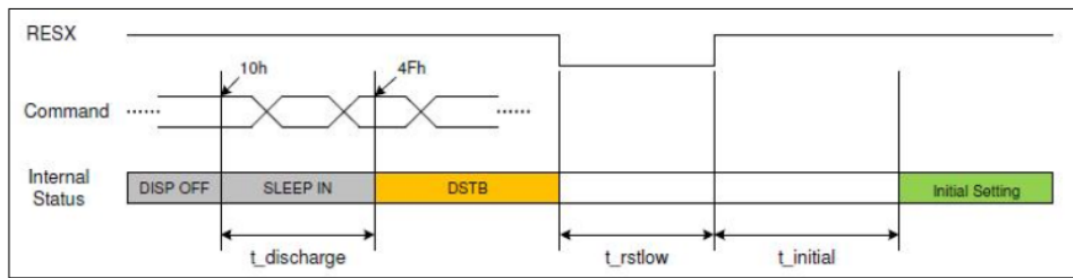 RESX
10h
4Fh
Command ...... ......
Internal
Status
DISP OFF SLEEP IN DSTB Initial Setting
t_discharge t_rstlow t_initial